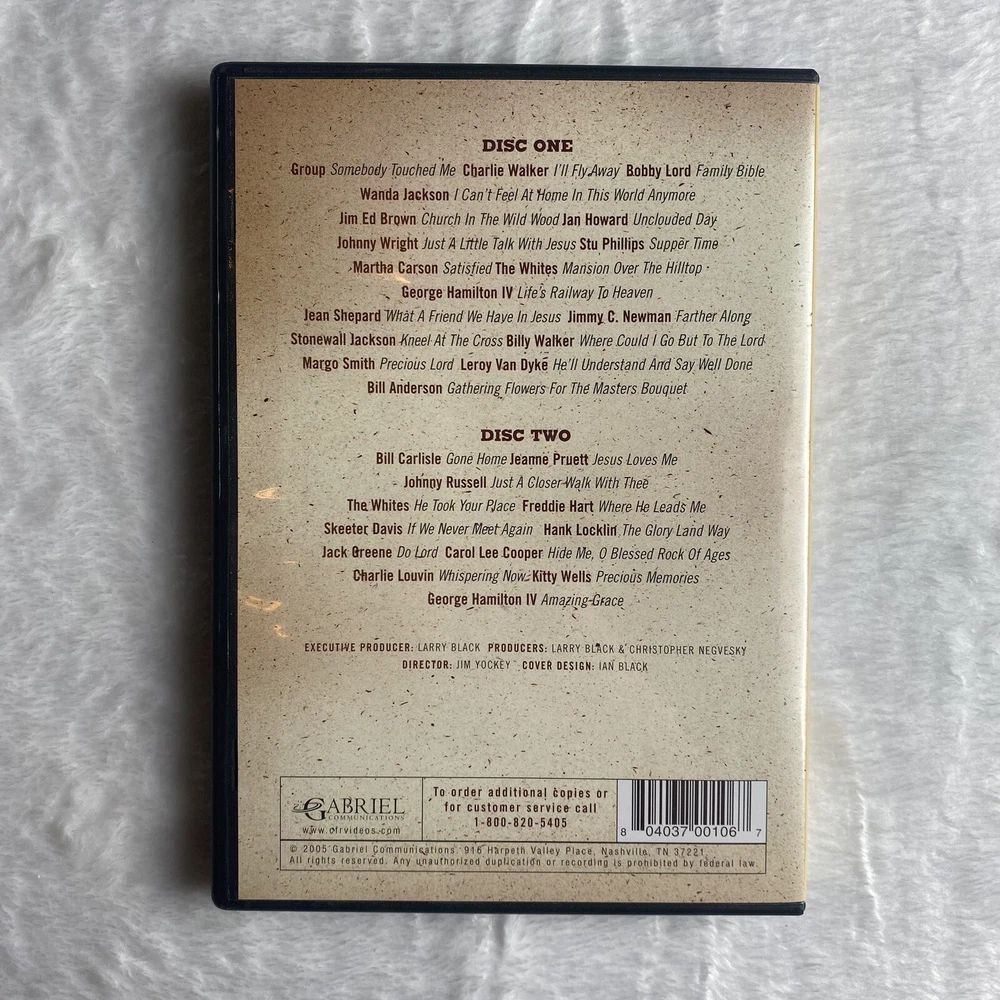 DISC ONE
Group Somebody Touched Me Charlie Walker I'll Fly Away Bobby Lord Family Bible
Wanda Jackson I Can't Feel At Home In This World Anymore
Jim Ed Brown Church In The Wild Wood Jan Howard Unclouded Day
Johnny Wright Just A Little Talk With Jesus Stu Phillips Supper Time
Martha Carson Satisfied The Whites Mansion Over The Hilltop
George Hamilton IV Life's Railway To Heaven
Jean Shepard What A Friend We Have In Jesus Jimmy C. Newman Farther Along
Stonewall Jackson Kneel At The Cross Billy Walker Where Could I Go But To The Lord
Margo Smith Precious Lord Leroy Van Dyke He'll Understand And Say Well Done
Bill Anderson Gathering Flowers For The Masters Bouquet
DISC TWO
Bill Carlisle Gone Home Jeanne Pruett Jesus Loves Me
Johnny Russell Just A Closer Walk With Thee
The Whites He Took Your Place Freddie Hart Where He Leads Me
Skeeter Davis If We Never Meet Again Hank Locklin The Glory Land Way
Jack Greene Do Lord Carol Lee Cooper Hide Me, O Blessed Rock Of Ages
Charlie Louvin Whispering Now Kitty Wells Precious Memories
George Hamilton IV Amazing Grace
EXECUTIVE PRODUCER: LARRY BLACK PRODUCERS: LARRY BLACK & CHRISTOPHER NEGVESKY
DIRECTOR: JIM YOCKEY COVER DESIGN: IAN BLACK
GABRIEL
COMMUNICATIONS
www.cfrvideos.com
To order additional copies or
for customer service call
1-800-820-5405
8 04037 00106 7
© 2005 Gabriel Communications. 916 Harpeth Valley Place, Nashville, TN 37221
All rights reserved. Any unauthorized duplication or recording is prohibited by federal law.